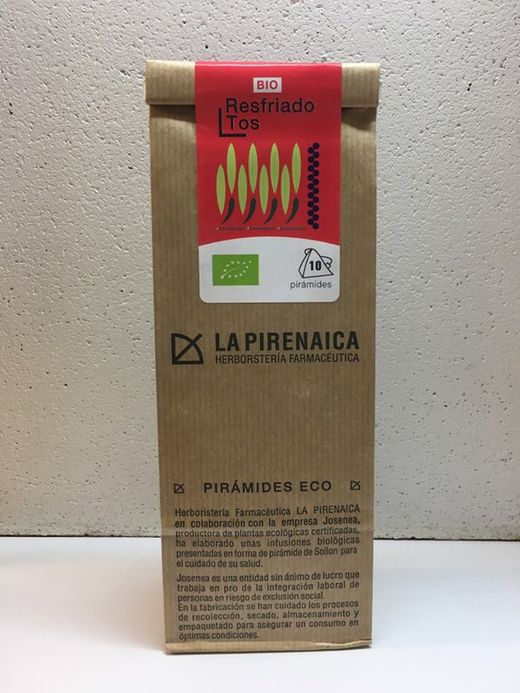 BIO
Resfriado
Tos
10
pirámides
LA PIRENAICA
HERBORSTERÍA FARMACÉUTICA
PIRÁMIDES ECO
Herboristería Farmacéutica LA PIRENAICA
en colaboración con la empresa Josenea,
productora de plantas ecológicas certificadas,
ha elaborado unas infusiones biológicas
presentadas en forma de pirámide de Soilon para
el cuidado de su salud.
Josenea es una entidad sin ánimo de lucro que
trabaja en pro de la integración laboral de
personas en riesgo de exclusión social.
En la fabricación se han cuidado los procesos
de recolección, secado, almacenamiento y
empaquetado para asegurar un consumo en
óptimas condiciones.